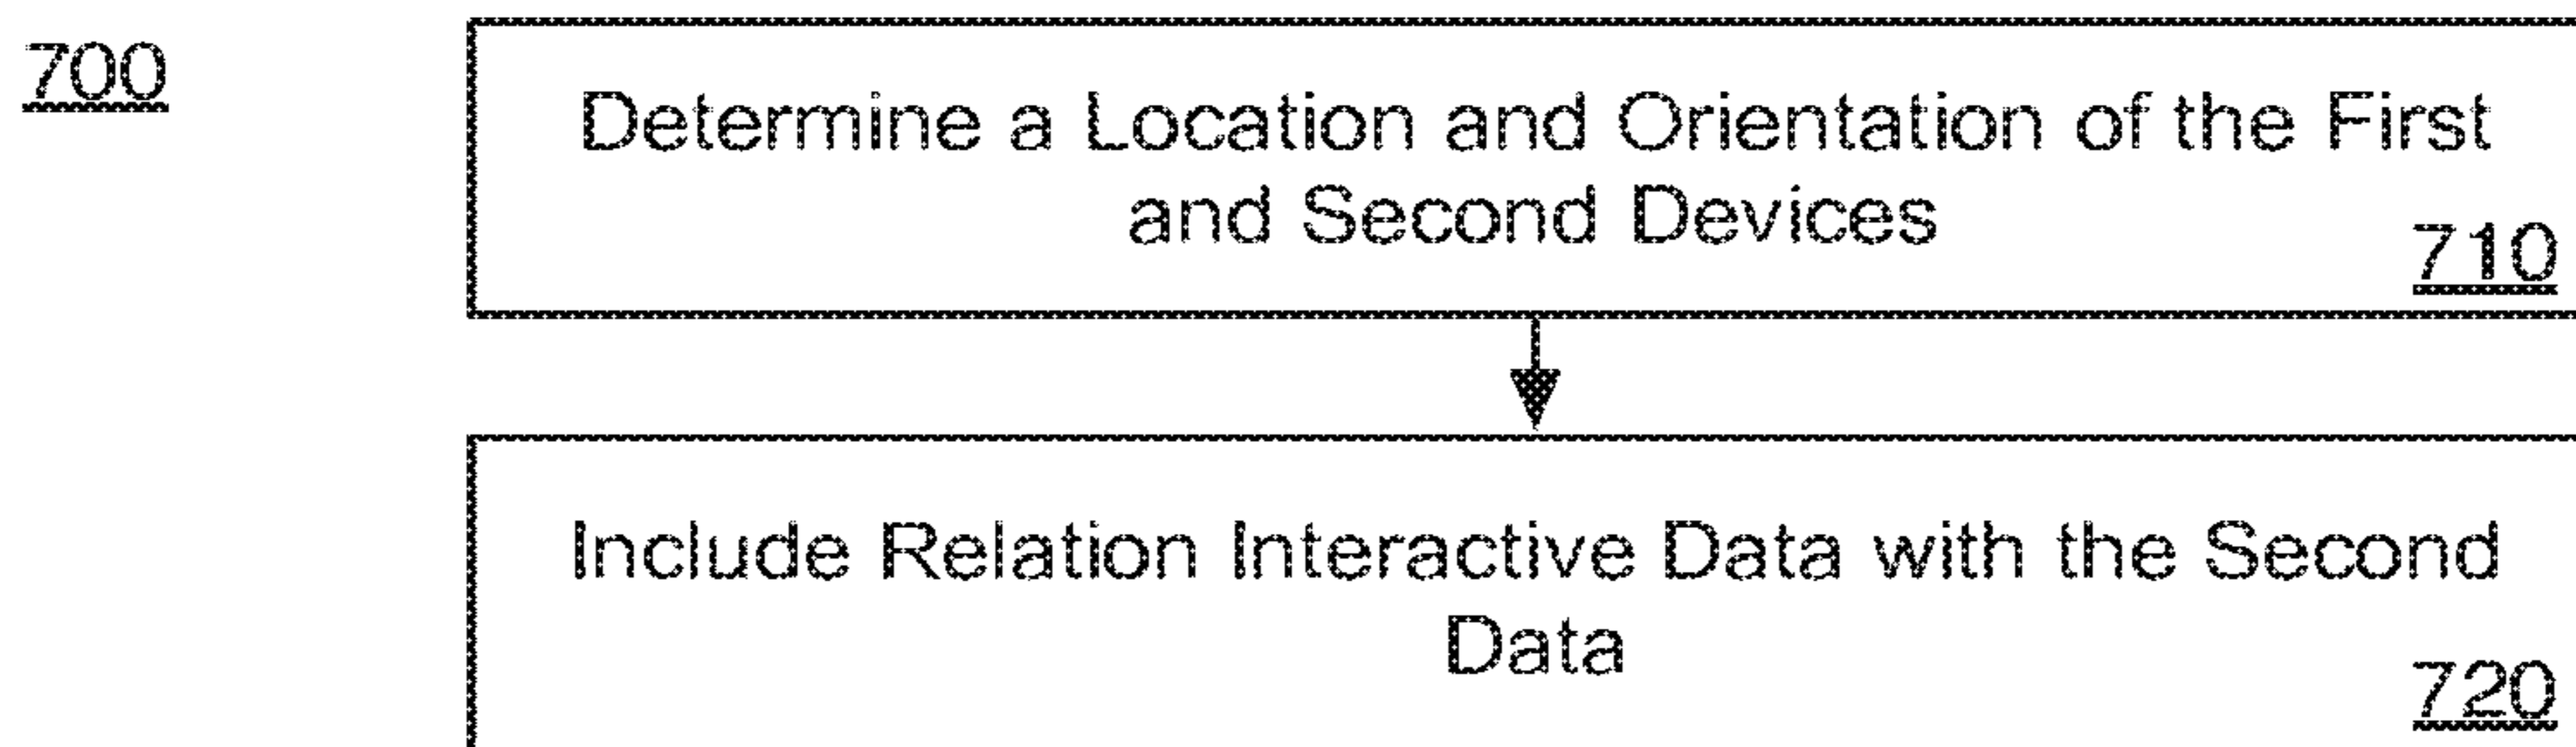 700
Determine a Location and Orientation of the First
and Second Devices
710
Include Relation Interactive Data with the Second
Data
720